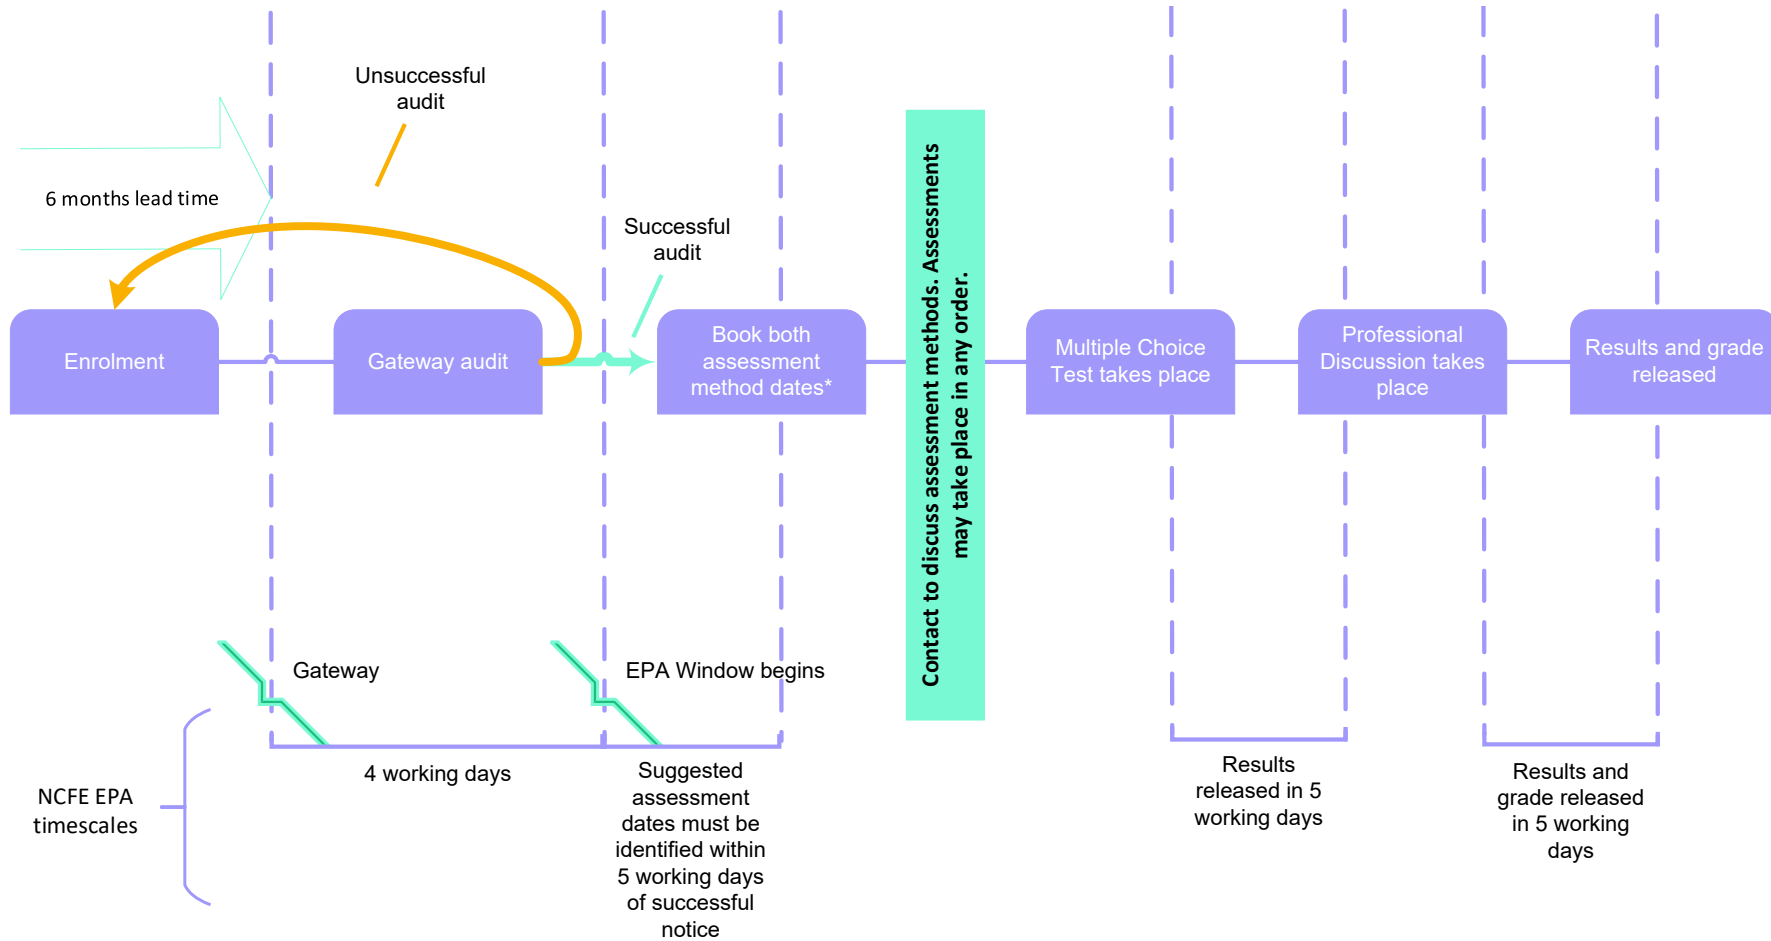 Unsuccessful
audit
6 months lead time
Successful
audit
Enrolment
Gateway audit
Book both
assessment
method dates*
Contact to discuss assessment methods. Assessments
may take place in any order.
Multiple Choice
Test takes place
Professional
Discussion takes
place
Results and grade
released
Gateway
EPA Window begins
NCFE EPA
timescales
4 working days
Suggested
assessment
dates must be
identified within
5 working days
of successful
notice
Results
released in 5
working days
Results and
grade released
in 5 working
days